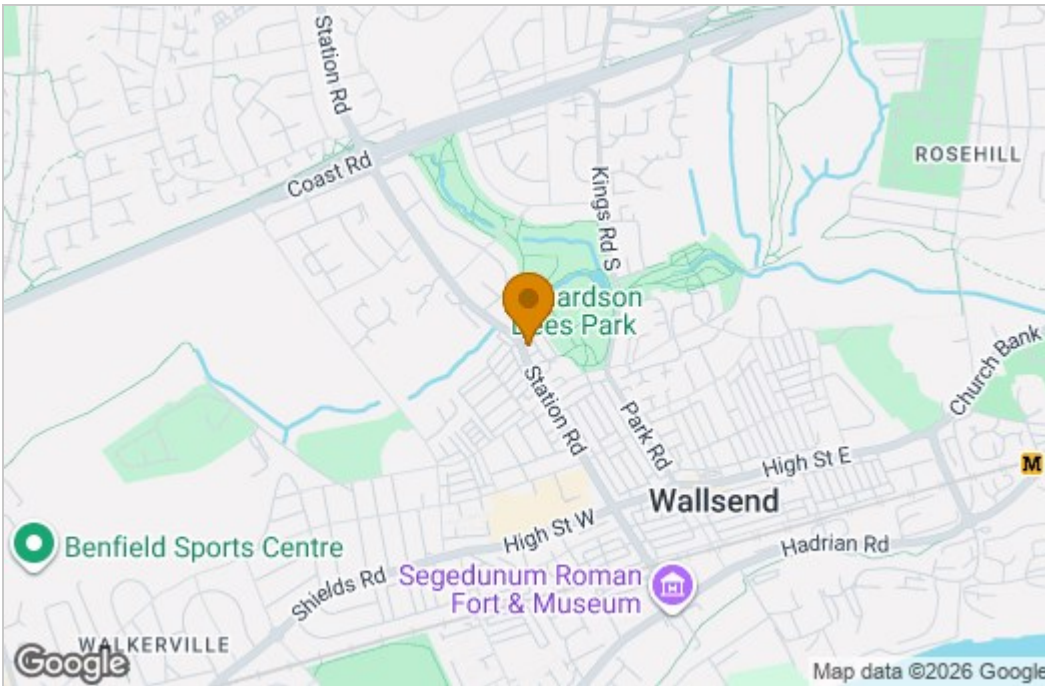 Station Rd
Coast Rd
Kings Rd S
ROSEHILL
ardson
Dees Park
Station Rd
Park Rd
Church Bank
High St E
M
Wallsend
High St W
Hadrian Rd
Benfield Sports Centre
Shields Rd
Segedunum Roman
Fort & Museum
WALKERVILLE
Google
Map data ©2026 Google